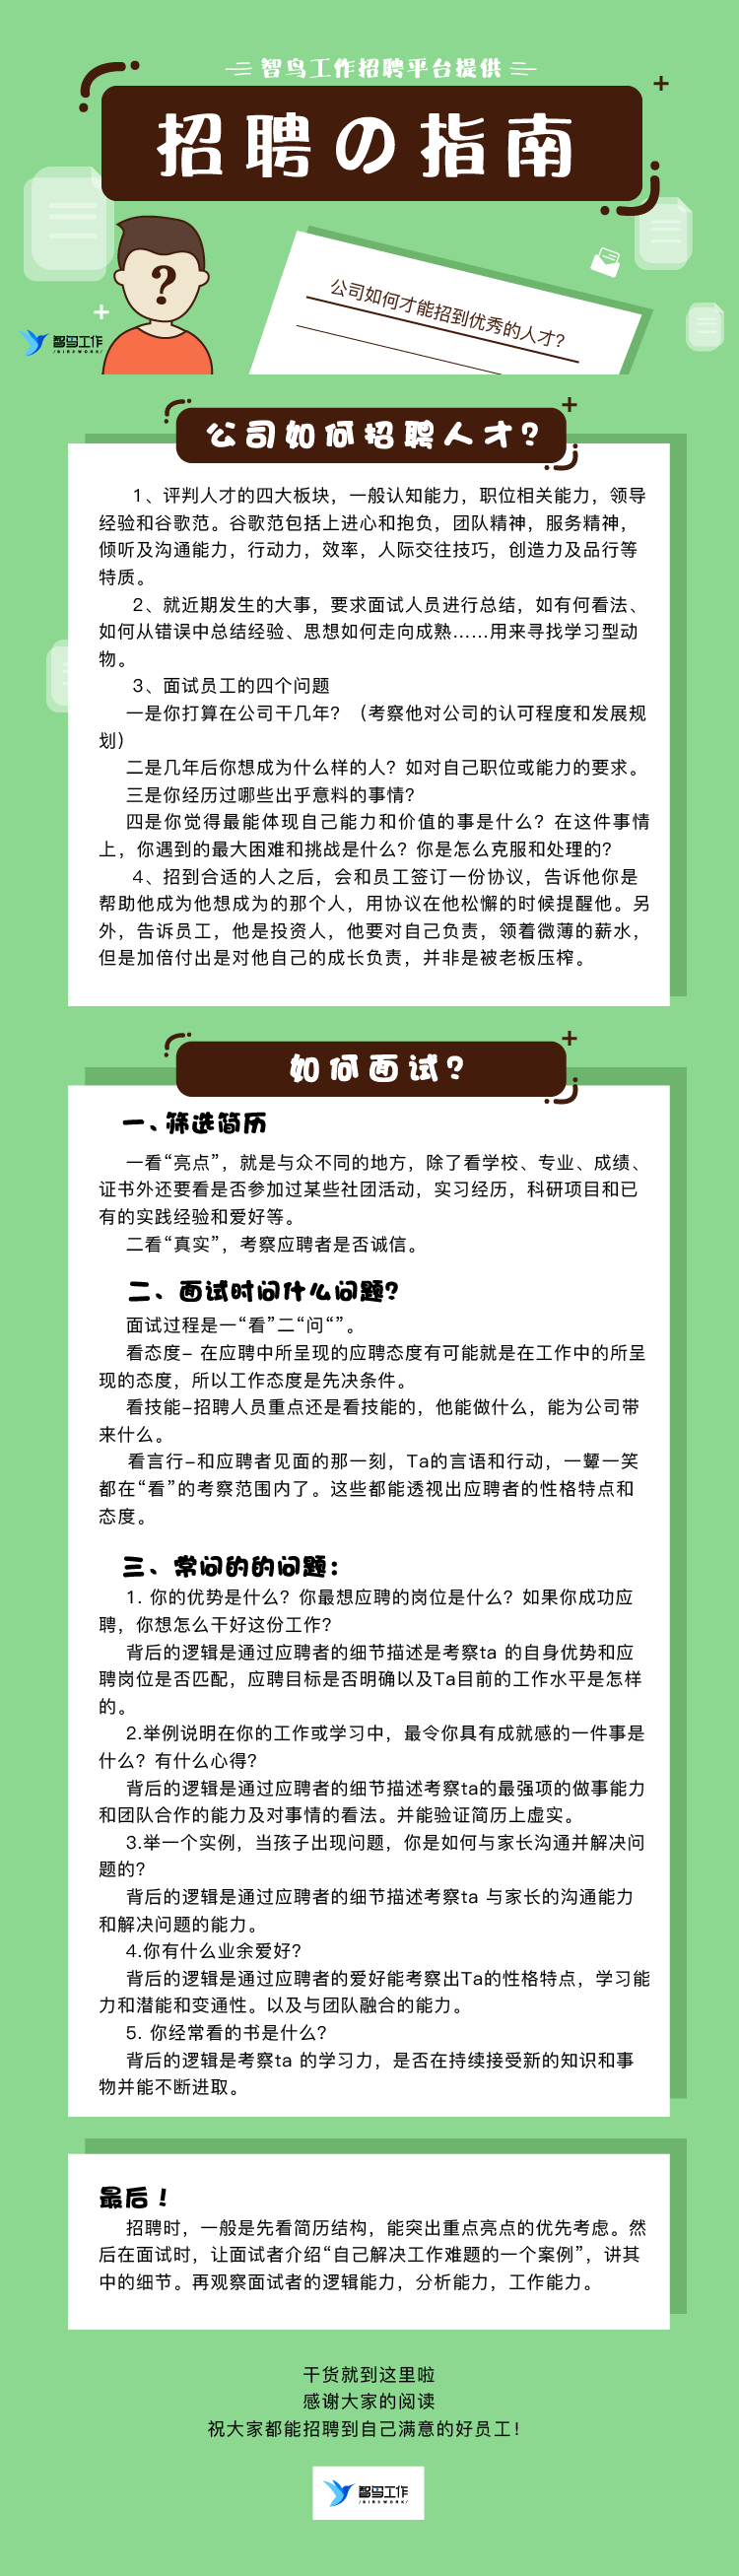 智鸟工作招聘平台提供
招聘の指南
?
公司如何才能招到优秀的人才?
智鸟工作
/BIRDWORK/
公司如何招聘人才?
1、评判人才的四大板块，一般认知能力，职位相关能力，领导
经验和谷歌范。谷歌范包括上进心和抱负，团队精神，服务精神，
倾听及沟通能力，行动力，效率，人际交往技巧，创造力及品行等
特质。
2、就近期发生的大事，要求面试人员进行总结，如有何看法、
如何从错误中总结经验、思想如何走向成熟……用来寻找学习型动
物。
3、面试员工的四个问题
一是你打算在公司干几年？（考察他对公司的认可程度和发展规
划）
二是几年后你想成为什么样的人？如对自己职位或能力的要求。
三是你经历过哪些出乎意料的事情？
四是你觉得最能体现自己能力和价值的事是什么？在这件事情
上，你遇到的最大困难和挑战是什么？你是怎么克服和处理的？
4、招到合适的人之后，会和员工签订一份协议，告诉他你是
帮助他成为他想成为的那个人，用协议在他松懈的时候提醒他。另
外，告诉员工，他是投资人，他要对自己负责，领着微薄的薪水，
但是加倍付出是对他自己的成长负责，并非是被老板压榨。
如何面试?
一、筛选简历
一看“亮点”，就是与众不同的地方，除了看学校、专业、成绩、
证书外还要看是否参加过某些社团活动，实习经历，科研项目和已
有的实践经验和爱好等。
二看“真实”，考察应聘者是否诚信。
二、面试时问什么问题?
面试过程是一“看”二“问“”。
看态度- 在应聘中所呈现的应聘态度有可能就是在工作中的所呈
现的态度，所以工作态度是先决条件。
看技能-招聘人员重点还是看技能的，他能做什么，能为公司带
来什么。
看言行-和应聘者见面的那一刻，Ta的言语和行动，一颦一笑
都在“看”的考察范围内了。这些都能透视出应聘者的性格特点和
态度。
三、常问的的问题：
1. 你的优势是什么？你最想应聘的岗位是什么？如果你成功应
聘，你想怎么干好这份工作？
背后的逻辑是通过应聘者的细节描述是考察ta 的自身优势和应
聘岗位是否匹配，应聘目标是否明确以及Ta目前的工作水平是怎样
的。
2.举例说明在你的工作或学习中，最令你具有成就感的一件事是
什么？有什么心得？
背后的逻辑是通过应聘者的细节描述考察ta的最强项的做事能力
和团队合作的能力及对事情的看法。并能验证简历上虚实。
3.举一个实例，当孩子出现问题，你是如何与家长沟通并解决问
题的？
背后的逻辑是通过应聘者的细节描述考察ta 与家长的沟通能力
和解决问题的能力。
4.你有什么业余爱好？
背后的逻辑是通过应聘者的爱好能考察出Ta的性格特点，学习能
力和潜能和变通性。以及与团队融合的能力。
5. 你经常看的书是什么？
背后的逻辑是考察ta 的学习力，是否在持续接受新的知识和事
物并能不断进取。
最后！
招聘时，一般是先看简历结构，能突出重点亮点的优先考虑。然
后在面试时，让面试者介绍“自己解决工作难题的一个案例”，讲其
中的细节。再观察面试者的逻辑能力，分析能力，工作能力。
干货就到这里啦
感谢大家的阅读
祝大家都能招聘到自己满意的好员工！
智鸟工作
/BIRDWORK/